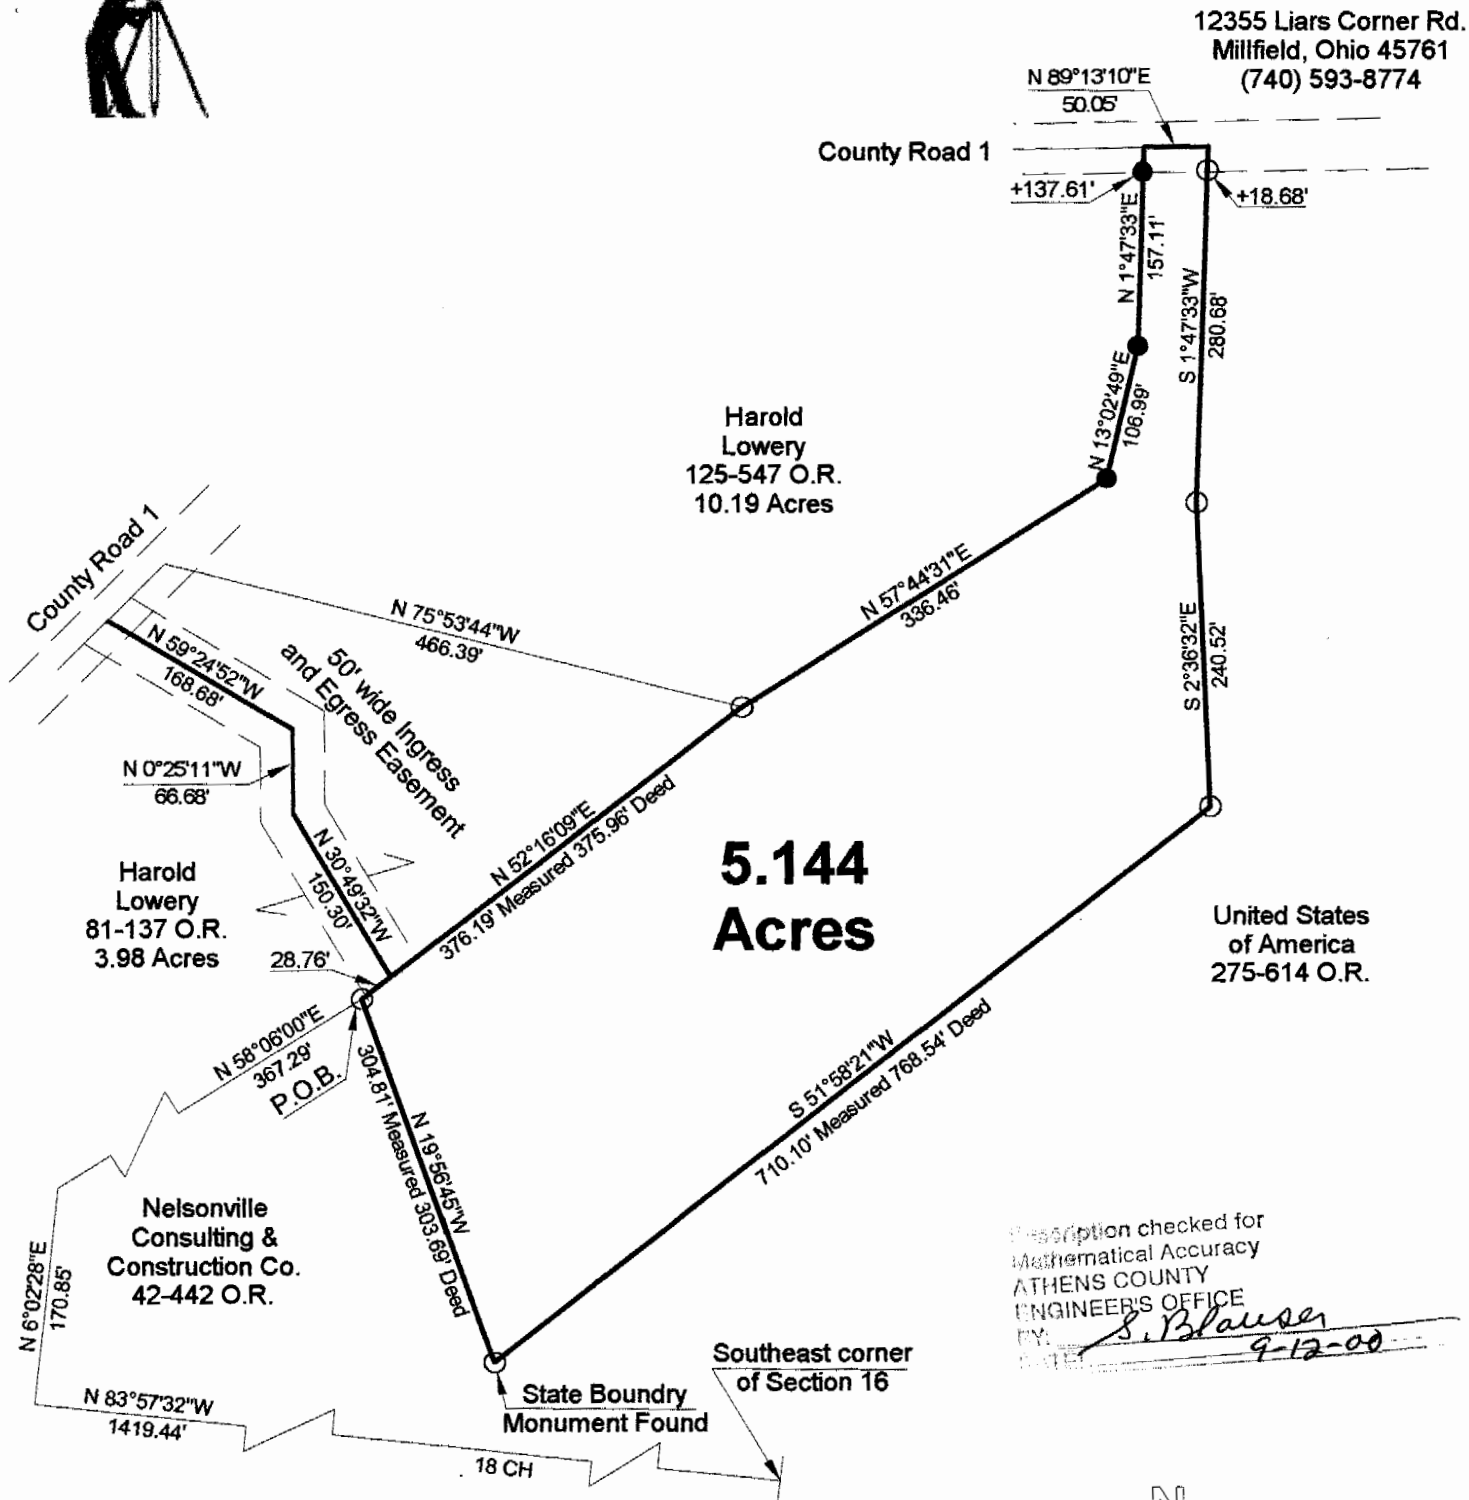 12355 Liars Corner Rd.
Millfield, Ohio 45761
(740) 593-8774
N 89°13'10"E
50.05'
County Road 1
+137.61'
+18.68'
N 1°47'33"E
157.11'
S 1°47'33"W
280.68'
N 13°02'49"E
106.99'
Harold
Lowery
125-547 O.R.
10.19 Acres
County Road 1
N 57°44'31"E
336.46'
N 75°53'44"W
466.39'
N 59°24'52"W
168.68'
50' wide Ingress
and Egress Easement
S 2°36'32"E
240.52'
N 0°25'11"W
66.68'
N 52°16'09"E
376.19' Measured 375.96' Deed
N 30°49'32"W
150.30'
5.144
Acres
Harold
Lowery
81-137 O.R.
3.98 Acres
28.76'
United States
of America
275-614 O.R.
N 58°06'00"E
367.29'
P.O.B.
S 51°58'21"W
710.10' Measured 768.54' Deed
N 19°56'45"W
304.81' Measured 303.69' Deed
Nelsonville
Consulting &
Construction Co.
42-442 O.R.
N 6°02'28"E
170.85'
Description checked for
Mathematical Accuracy
ATHENS COUNTY
ENGINEER'S OFFICE
BY: S. Blauser
DATE: 9-12-00
Southeast corner
of Section 16
State Boundry
Monument Found
N 83°57'32"W
1419.44'
18 CH
N